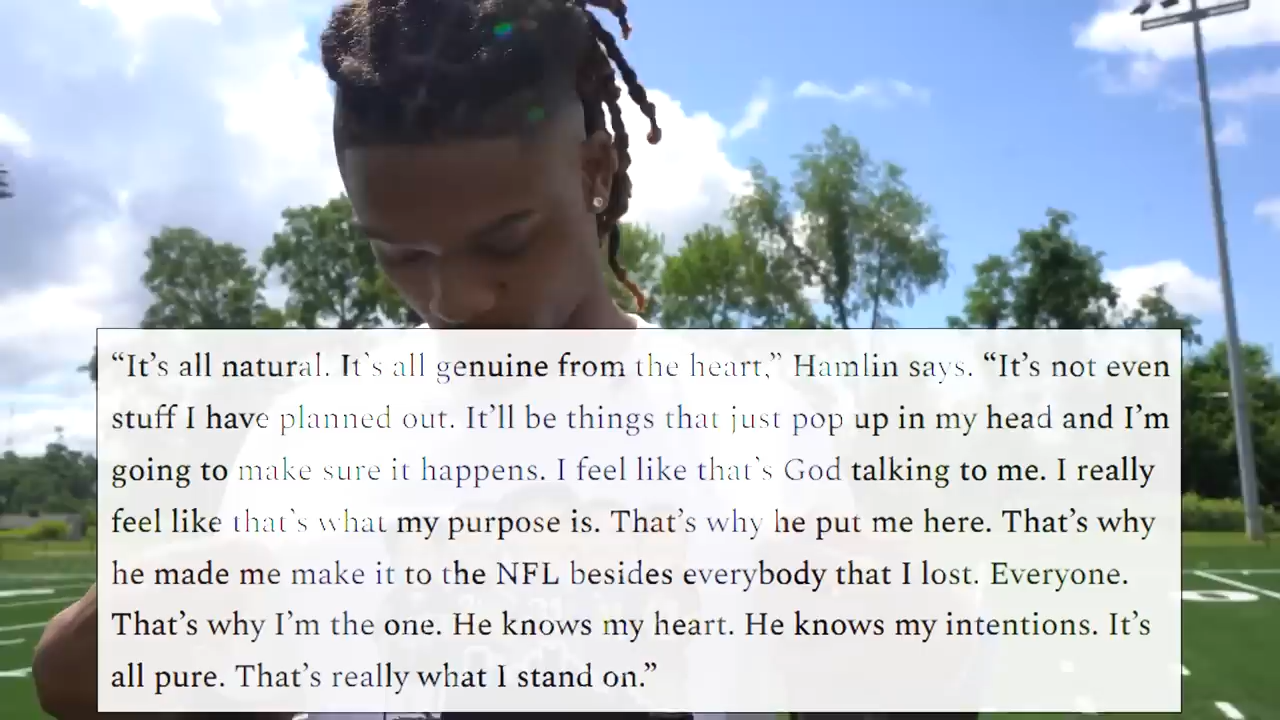 “It’s all natural. It’s all genuine from the heart,” Hamlin says. “It’s not even
stuff I have planned out. It’ll be things that just pop up in my head and I’m
going to make sure it happens. I feel like that’s God talking to me. I really
feel like that’s what my purpose is. That’s why he put me here. That’s why
he made me make it to the NFL besides everybody that I lost. Everyone.
That’s why I’m the one. He knows my heart. He knows my intentions. It’s
all pure. That’s really what I stand on.”